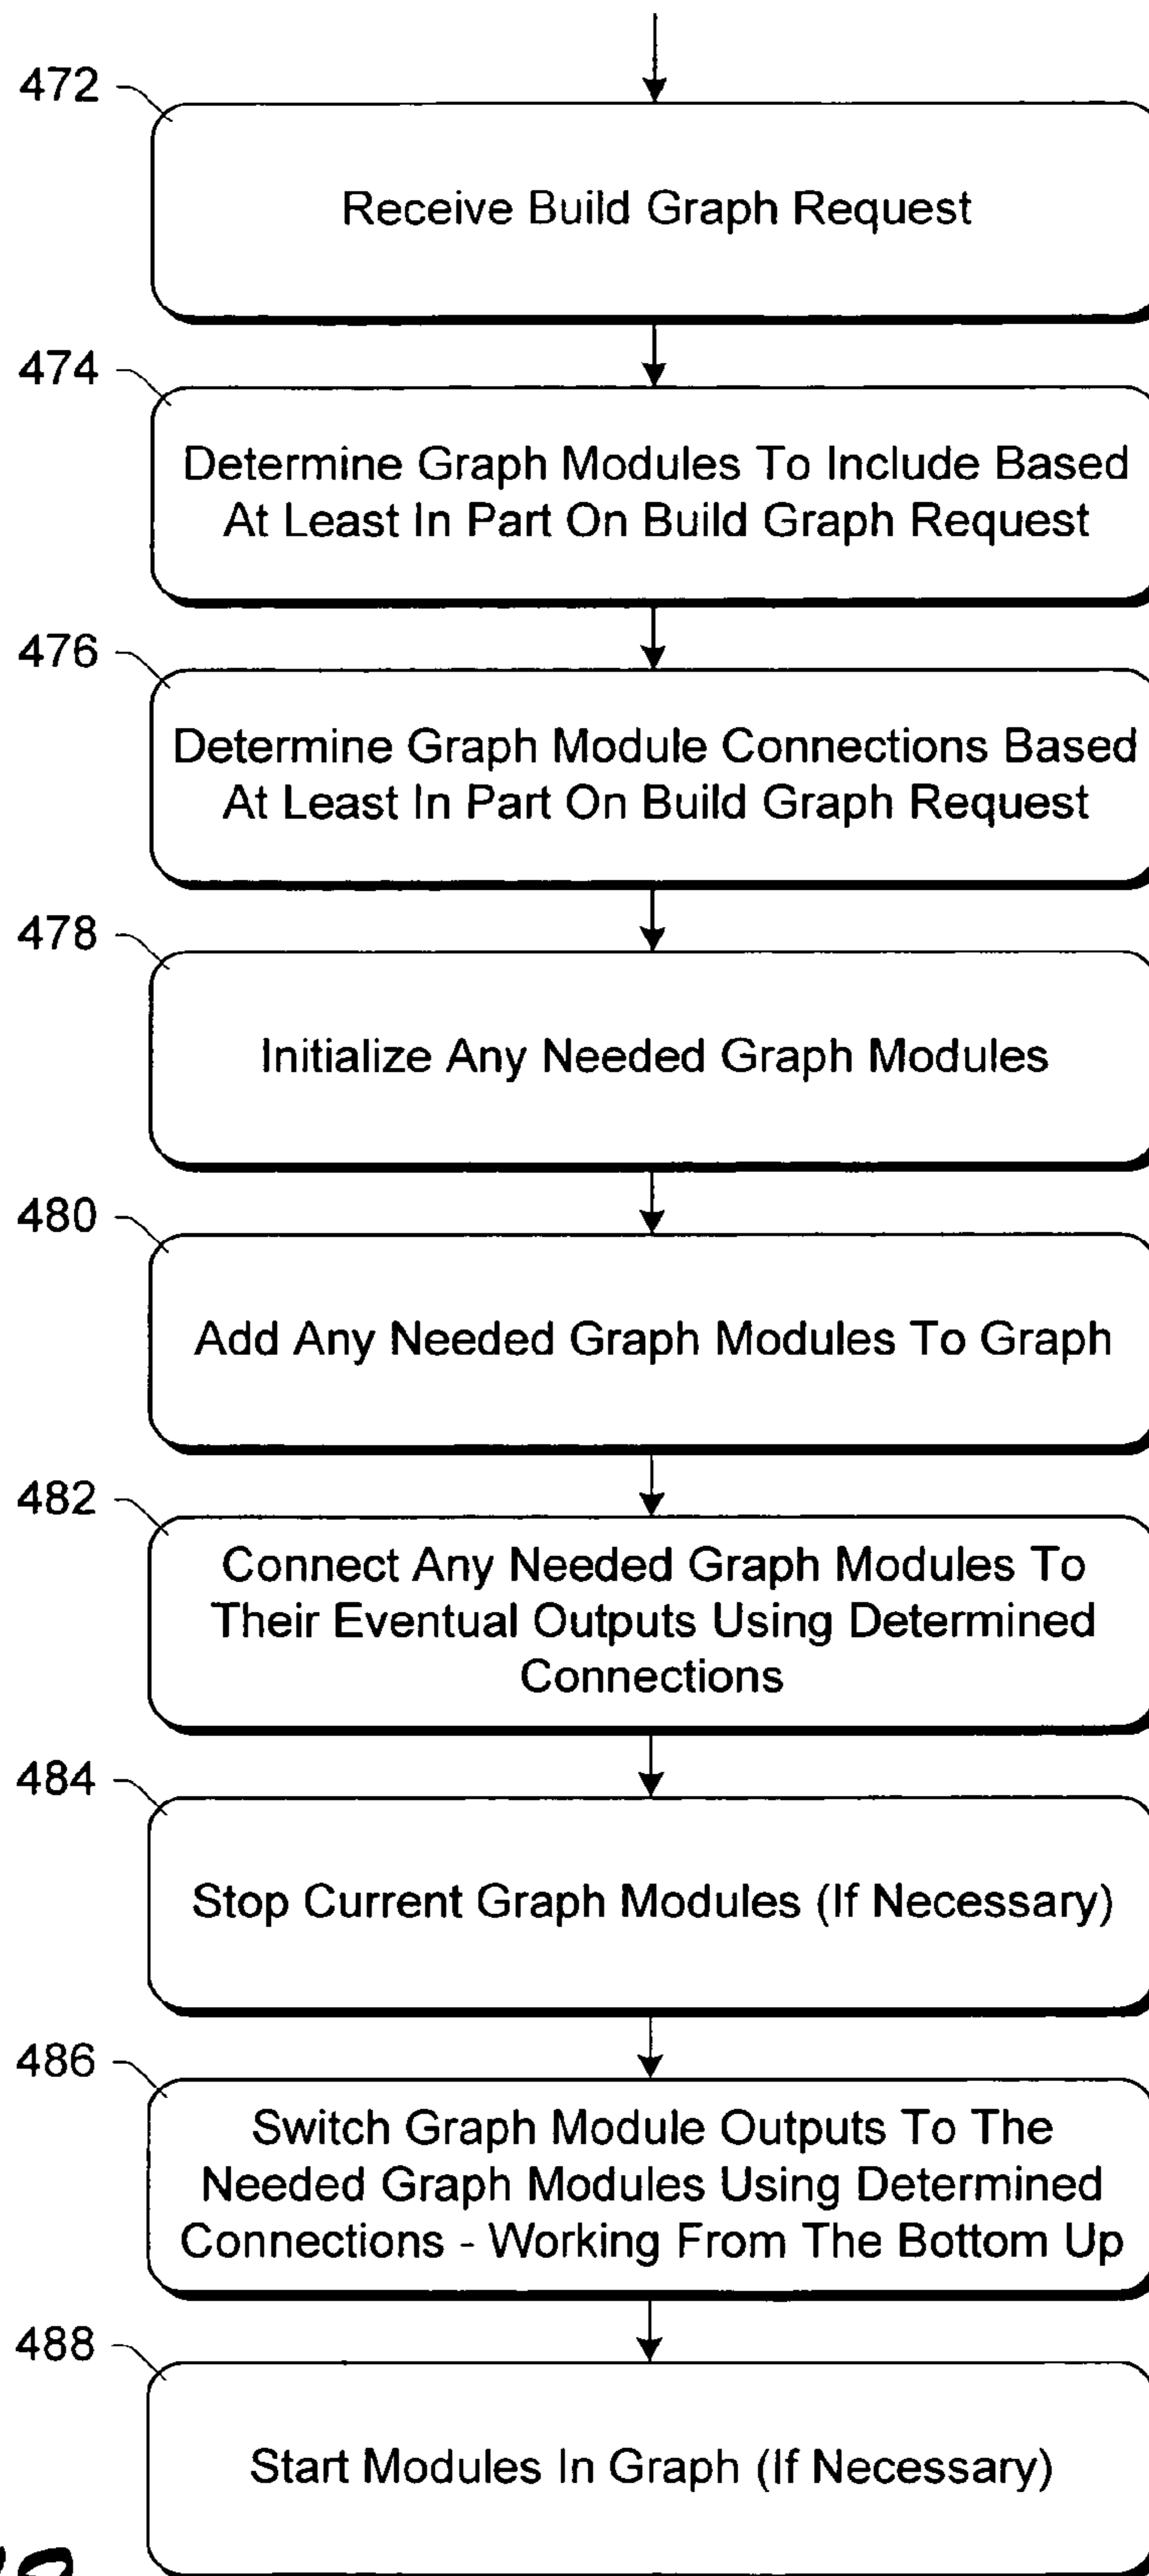 472
Receive Build Graph Request
474
Determine Graph Modules To Include Based
At Least In Part On Build Graph Request
476
Determine Graph Module Connections Based
At Least In Part On Build Graph Request
478
Initialize Any Needed Graph Modules
480
Add Any Needed Graph Modules To Graph
482
Connect Any Needed Graph Modules To
Their Eventual Outputs Using Determined
Connections
484
Stop Current Graph Modules (If Necessary)
486
Switch Graph Module Outputs To The
Needed Graph Modules Using Determined
Connections - Working From The Bottom Up
488
Start Modules In Graph (If Necessary)